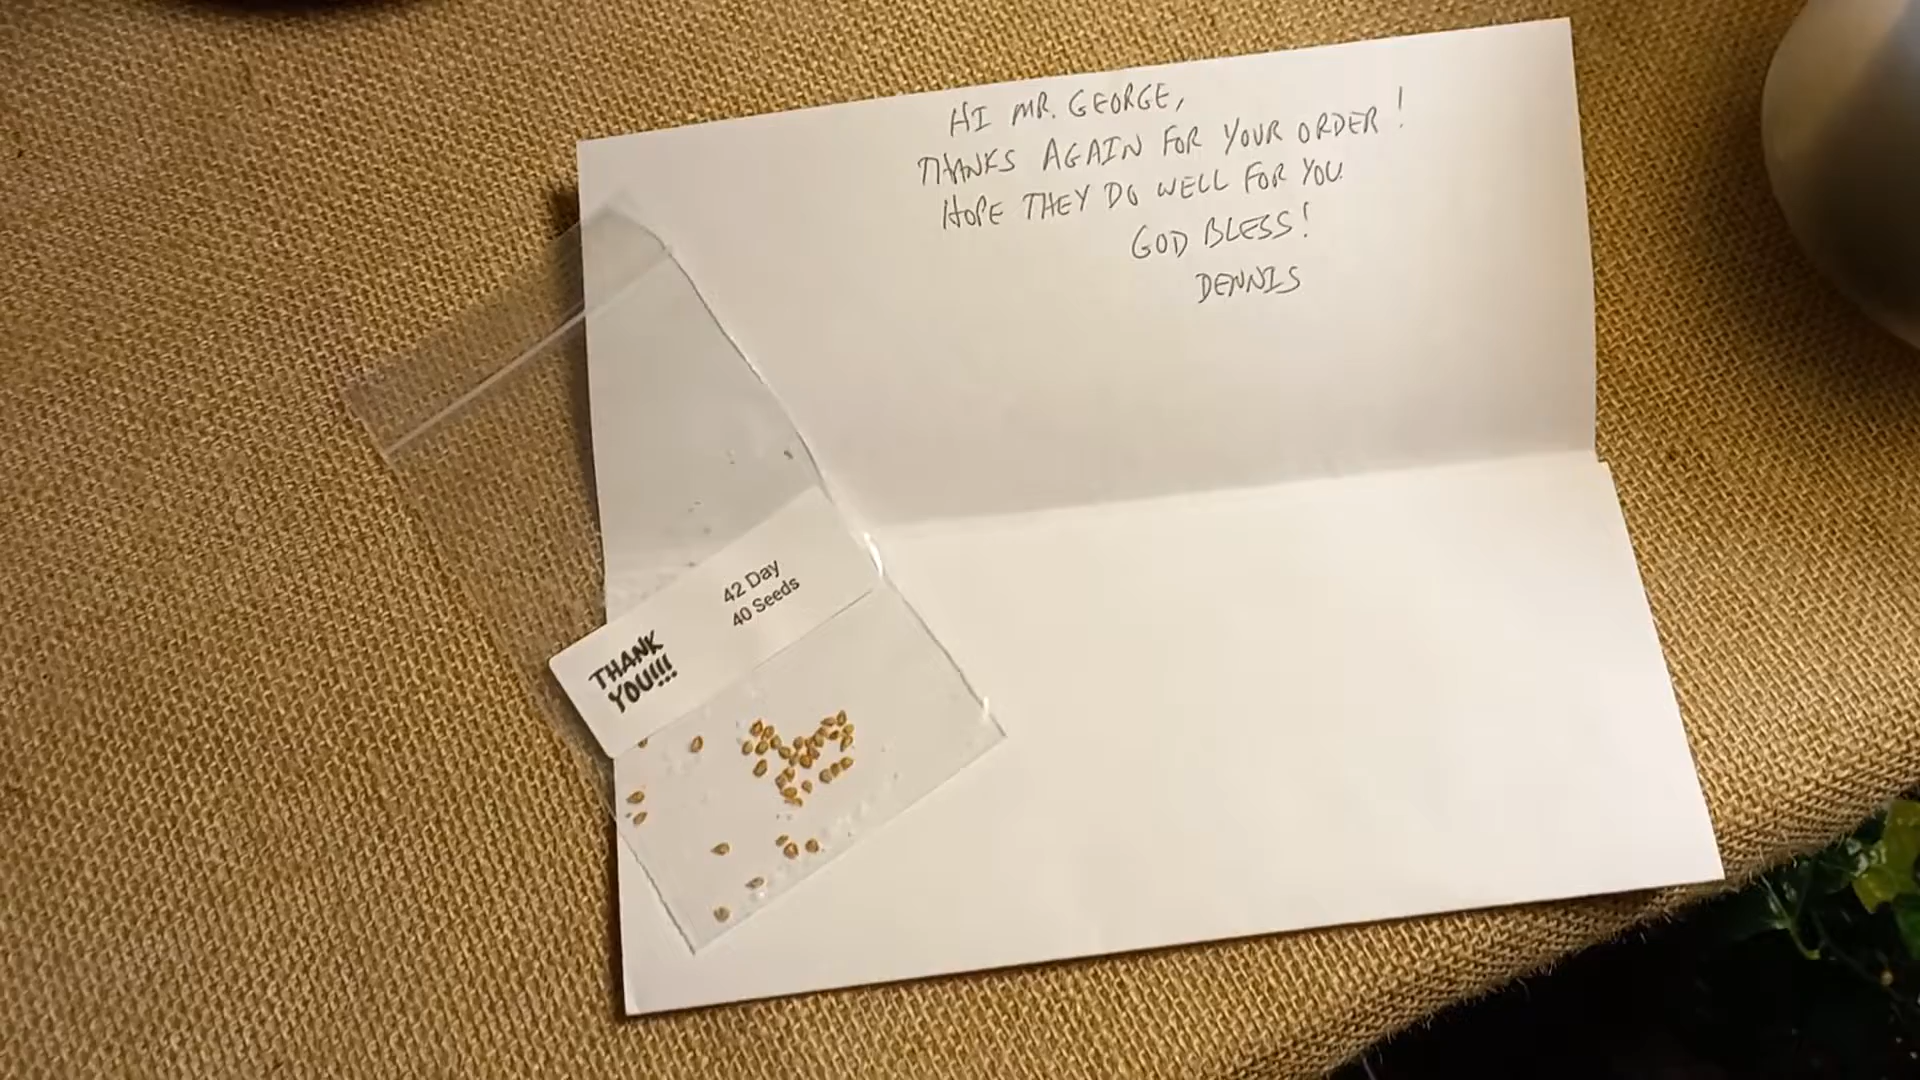 HI MR. GEORGE,
THANKS AGAIN FOR YOUR ORDER!
HOPE THEY DO WELL FOR YOU.
GOD BLESS!
DENNIS
42 Day
40 Seeds
THANK
YOU!!!